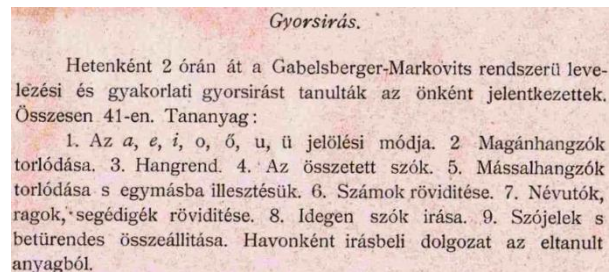 Gyorsirás.
Hetenként 2 órán át a Gabelsberger-Markovits rendszerü leve-
lezési és gyakorlati gyorsirást tanulták az önként jelentkezettek.
Összesen 41-en. Tananyag:
1. Az a, e, i, o, ő, u, ü jelölési módja. 2 Magánhangzók
torlódása. 3. Hangrend. 4. Az összetett szók. 5. Mássalhangzók
torlódása s egymásba illesztésük. 6. Számok röviditése. 7. Névutók,
ragok, segédigék röviditése. 8. Idegen szók irása. 9. Szójelek s
betürendes összeállitása. Havonként irásbeli dolgozat az eltanult
anyagból.